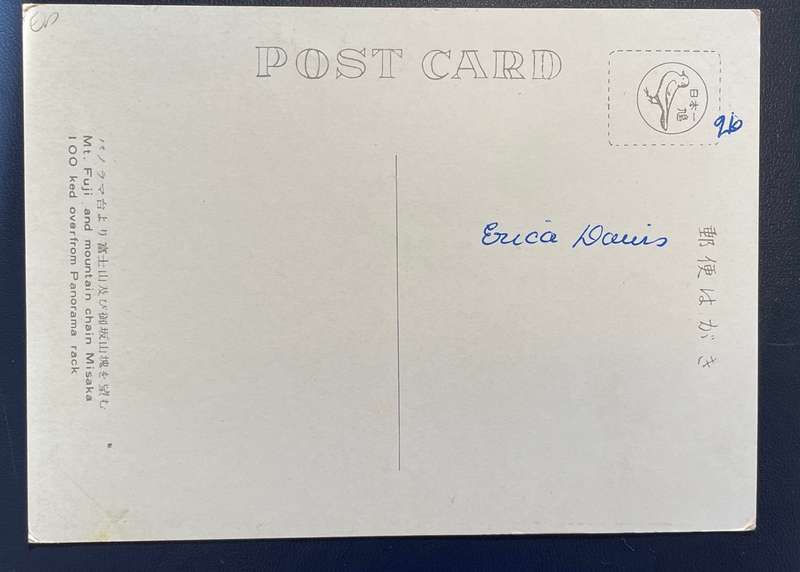 POST CARD
日本一
鳩
26
Erica Davis
郵便はがき
パノラマ台より富士山及び御坂山塊を望む
Mt. Fuji and mountain chain Misaka
100 ked overfrom Panorama rack